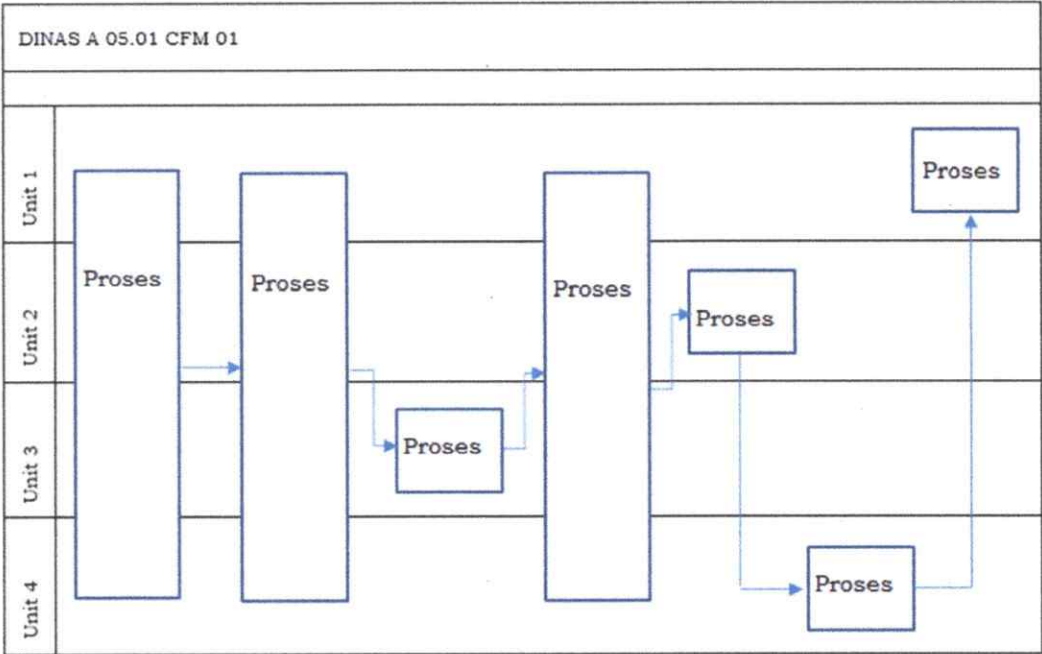 DINAS A 05.01 CFM 01
Unit 1
Proses
Proses
Proses
Proses
Unit 2
Proses
Unit 3
Proses
Unit 4
Proses